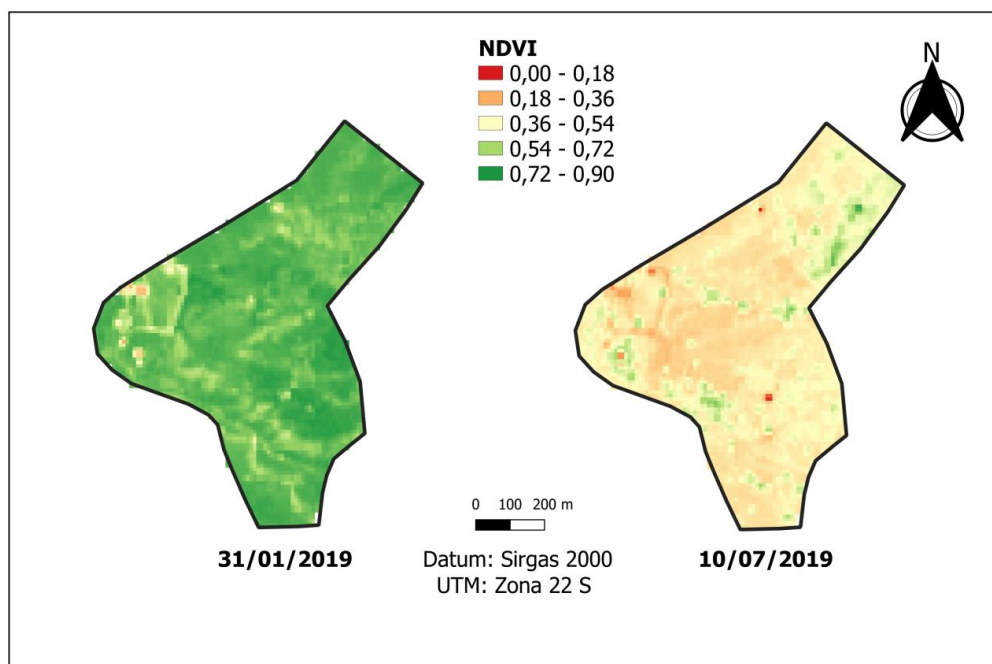 NDVI
0,00 - 0,18
0,18 - 0,36
0,36 - 0,54
0,54 - 0,72
0,72 - 0,90
N
0 100 200 m
31/01/2019
Datum: Sirgas 2000
UTM: Zona 22 S
10/07/2019